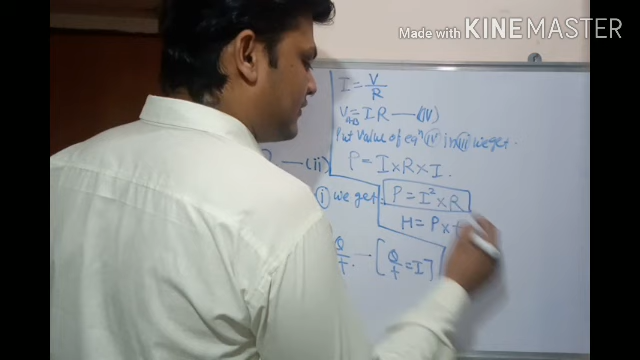 Made with KINEMASTER
I = V/R
V = IR — (IV)
Put Value of eqⁿ (iv) in (iii) we get.
— (ii)
P = I x R x I.
(i) we get.
P = I² x R
H = P x t
Q/t. — [Q/t = I]